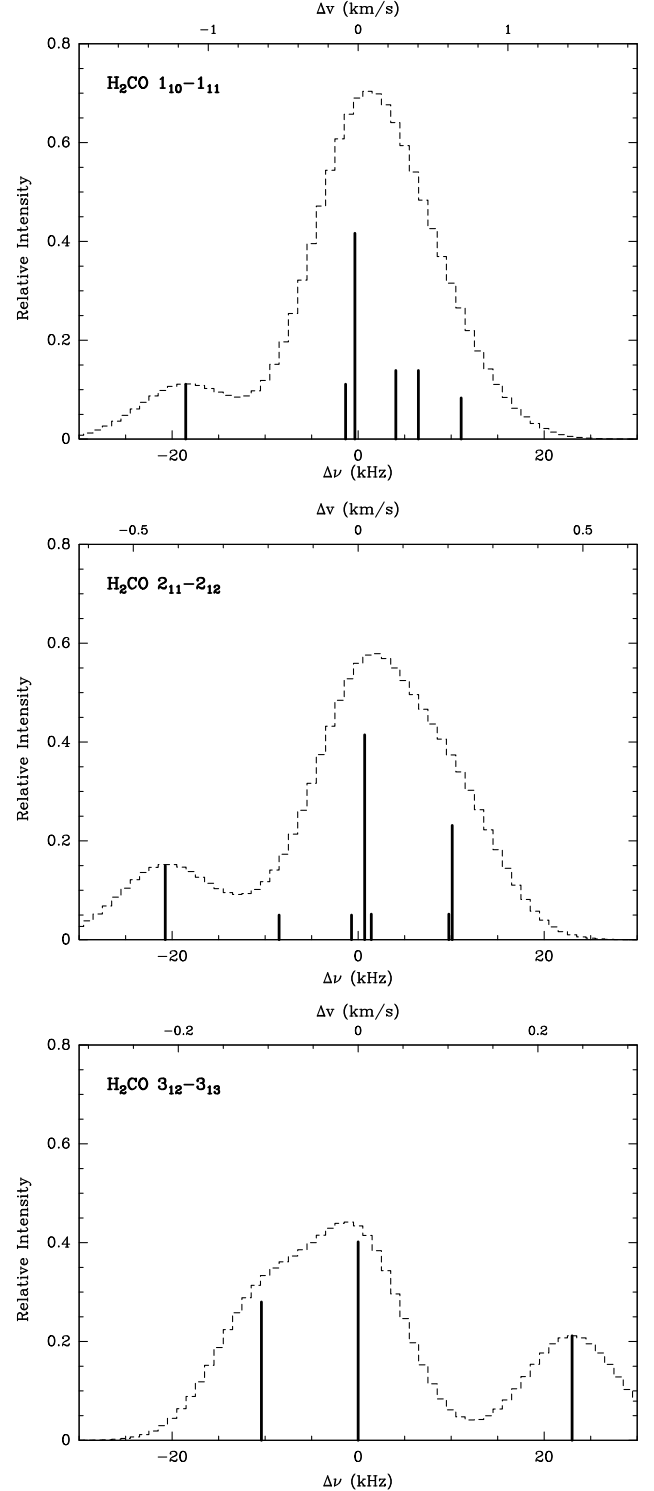 Δv (km/s)
−1 0 1
0.8
H₂CO 1₁₀−1₁₁
0.6
Relative Intensity
0.4
0.2
0
−20 0 20
Δν (kHz)
Δv (km/s)
−0.5 0 0.5
0.8
H₂CO 2₁₁−2₁₂
0.6
Relative Intensity
0.4
0.2
0
−20 0 20
Δν (kHz)
Δv (km/s)
−0.2 0 0.2
0.8
H₂CO 3₁₂−3₁₃
0.6
Relative Intensity
0.4
0.2
0
−20 0 20
Δν (kHz)